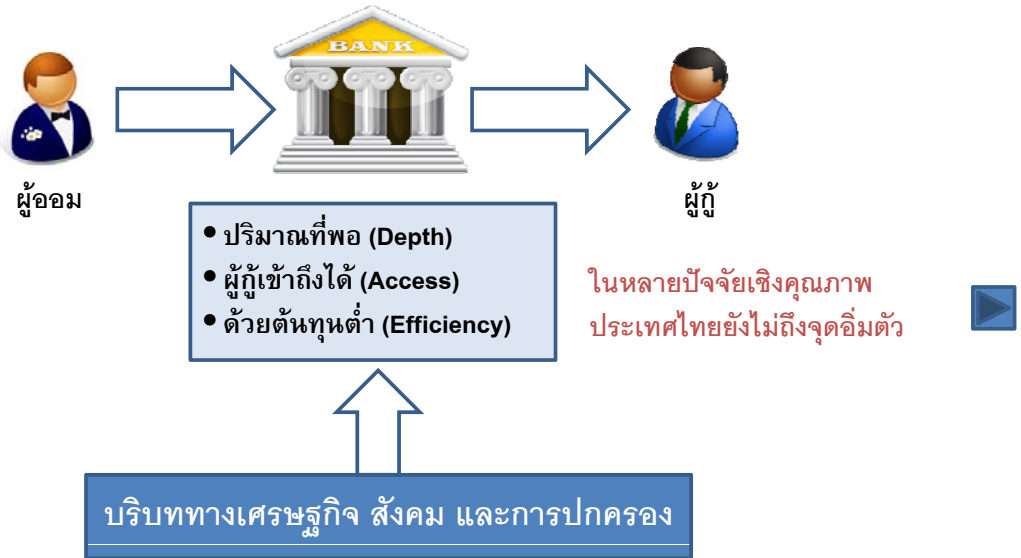 BANK
ผู้ออม
ผู้กู้
• ปริมาณที่พอ (Depth)
• ผู้กู้เข้าถึงได้ (Access)
• ด้วยต้นทุนต่ำ (Efficiency)
ในหลายปัจจัยเชิงคุณภาพ
ประเทศไทยยังไม่ถึงจุดอิ่มตัว
บริบททางเศรษฐกิจ สังคม และการปกครอง